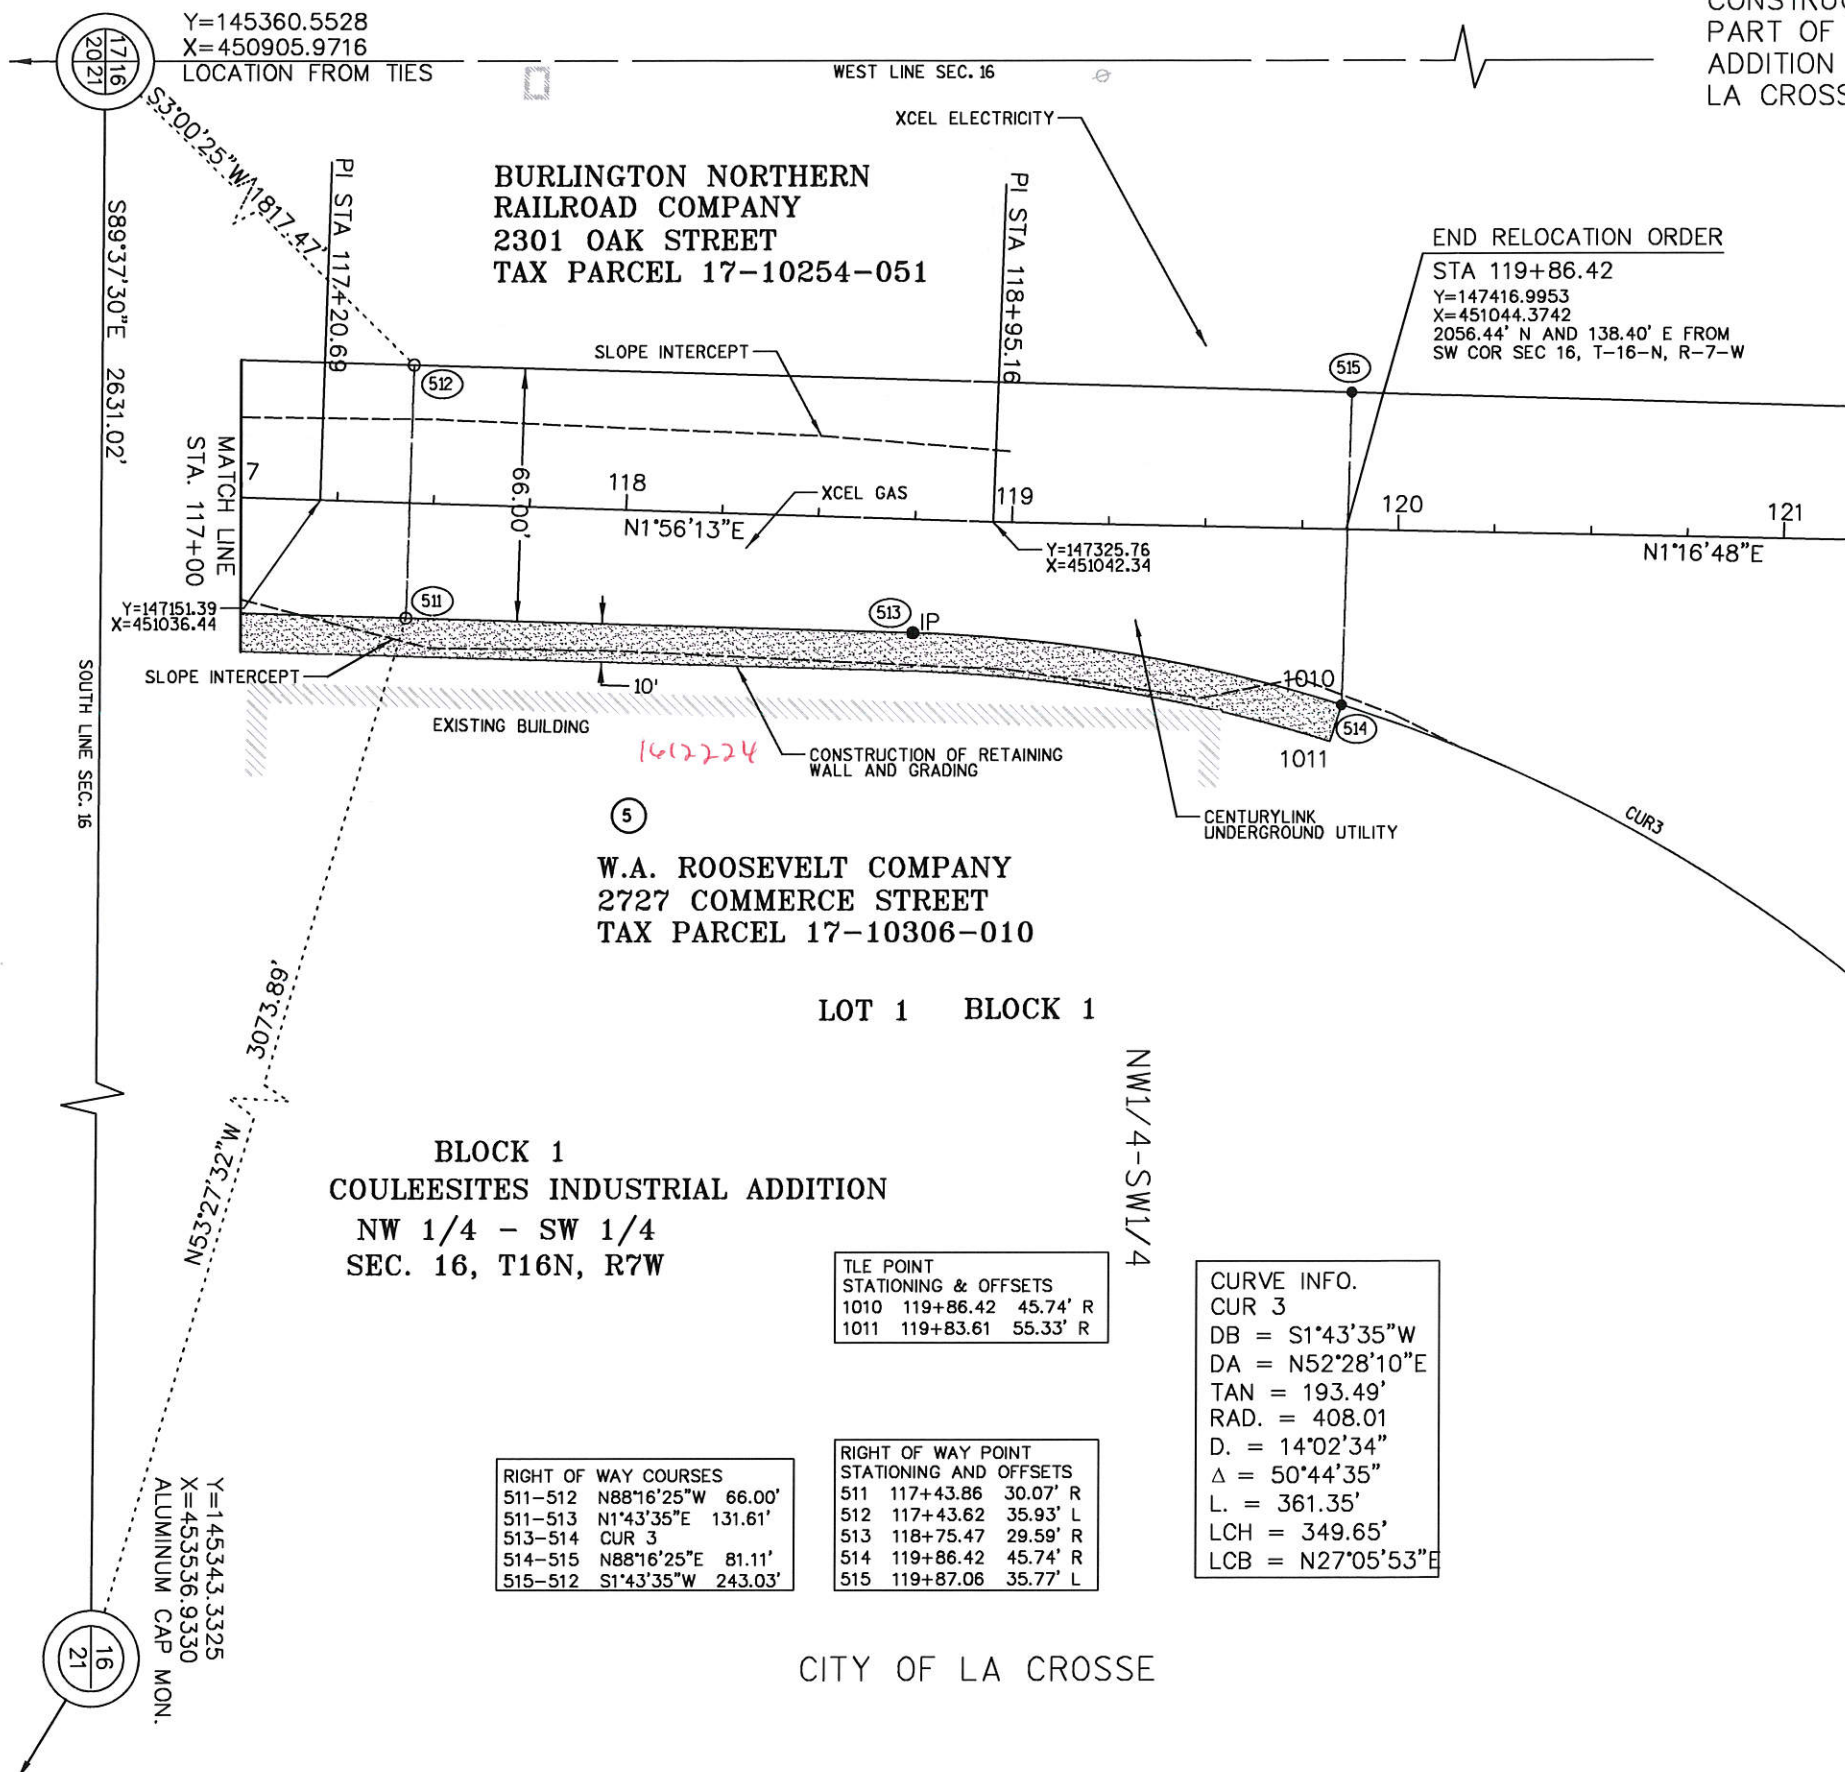 Y=145360.5528
X=450905.9716
LOCATION FROM TIES
17 16
20 21
WEST LINE SEC. 16
PART OF
ADDITION
LA CROSS
XCEL ELECTRICITY
S3°00'25"W 1817.47'
PI STA 117+20.69
BURLINGTON NORTHERN
RAILROAD COMPANY
2301 OAK STREET
TAX PARCEL 17-10254-051
PI STA 118+95.16
END RELOCATION ORDER
STA 119+86.42
Y=147416.9953
X=451044.3742
2056.44' N AND 138.40' E FROM
SW COR SEC 16, T-16-N, R-7-W
S89°37'30"E 2631.02'
SLOPE INTERCEPT
512
515
MATCH LINE
STA. 117+00
7
66.00'
118
XCEL GAS
119
120
121
N1°56'13"E
N1°16'48"E
Y=147325.76
X=451042.34
Y=147151.39
X=451036.44
511
513
IP
SLOPE INTERCEPT
10'
1010
514
1011
EXISTING BUILDING
1612224
CONSTRUCTION OF RETAINING
WALL AND GRADING
SOUTH LINE SEC. 16
5
CENTURYLINK
UNDERGROUND UTILITY
CUR3
W.A. ROOSEVELT COMPANY
2727 COMMERCE STREET
TAX PARCEL 17-10306-010
LOT 1 BLOCK 1
N53°27'32"W 3073.89'
NW1/4-SW1/4
BLOCK 1
COULEESITES INDUSTRIAL ADDITION
NW 1/4 - SW 1/4
SEC. 16, T16N, R7W
TLE POINT
STATIONING & OFFSETS
1010 119+86.42 45.74' R
1011 119+83.61 55.33' R
CURVE INFO.
CUR 3
DB = S1°43'35"W
DA = N52°28'10"E
TAN = 193.49'
RAD. = 408.01
D. = 14°02'34"
Δ = 50°44'35"
L. = 361.35'
LCH = 349.65'
LCB = N27°05'53"E
RIGHT OF WAY COURSES
511-512 N88°16'25"W 66.00'
511-513 N1°43'35"E 131.61'
513-514 CUR 3
514-515 N88°16'25"E 81.11'
515-512 S1°43'35"W 243.03'
RIGHT OF WAY POINT
STATIONING AND OFFSETS
511 117+43.86 30.07' R
512 117+43.62 35.93' L
513 118+75.47 29.59' R
514 119+86.42 45.74' R
515 119+87.06 35.77' L
Y=145343.3325
X=453536.9330
ALUMINUM CAP MON.
16
21
CITY OF LA CROSSE